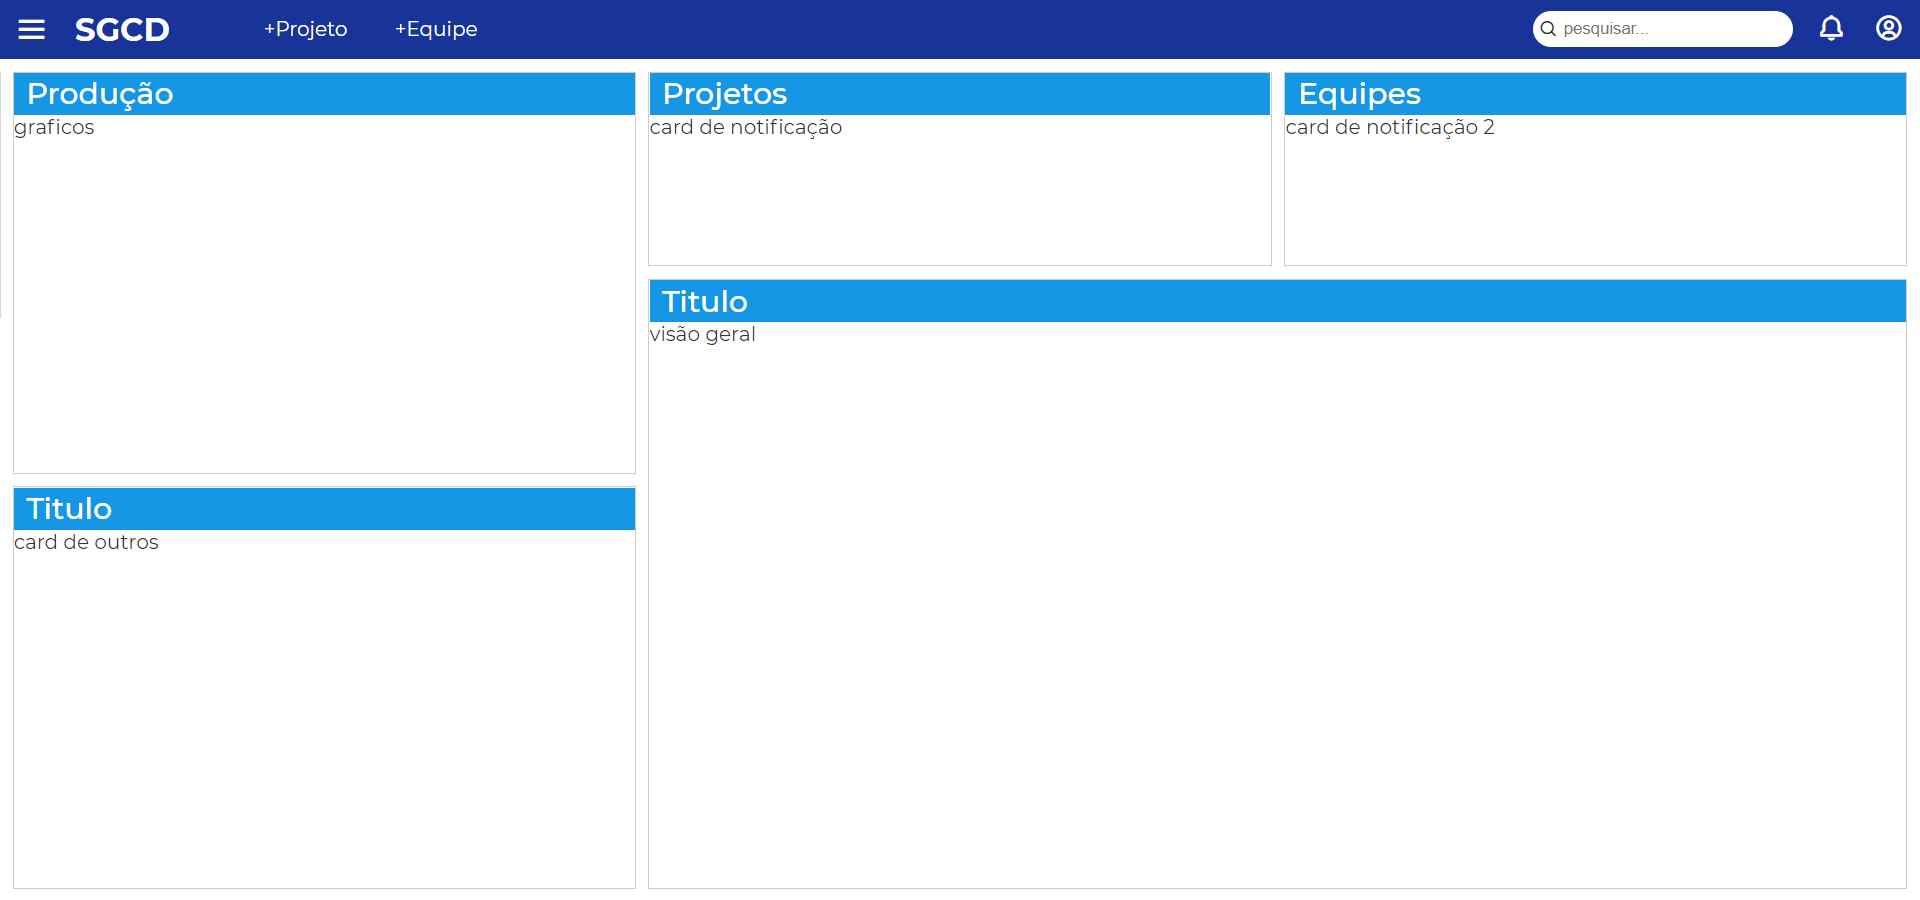 SGCD
+Projeto
+Equipe
pesquisar...
Produção
graficos
Projetos
card de notificação
Equipes
card de notificação 2
Titulo
visão geral
Titulo
card de outros